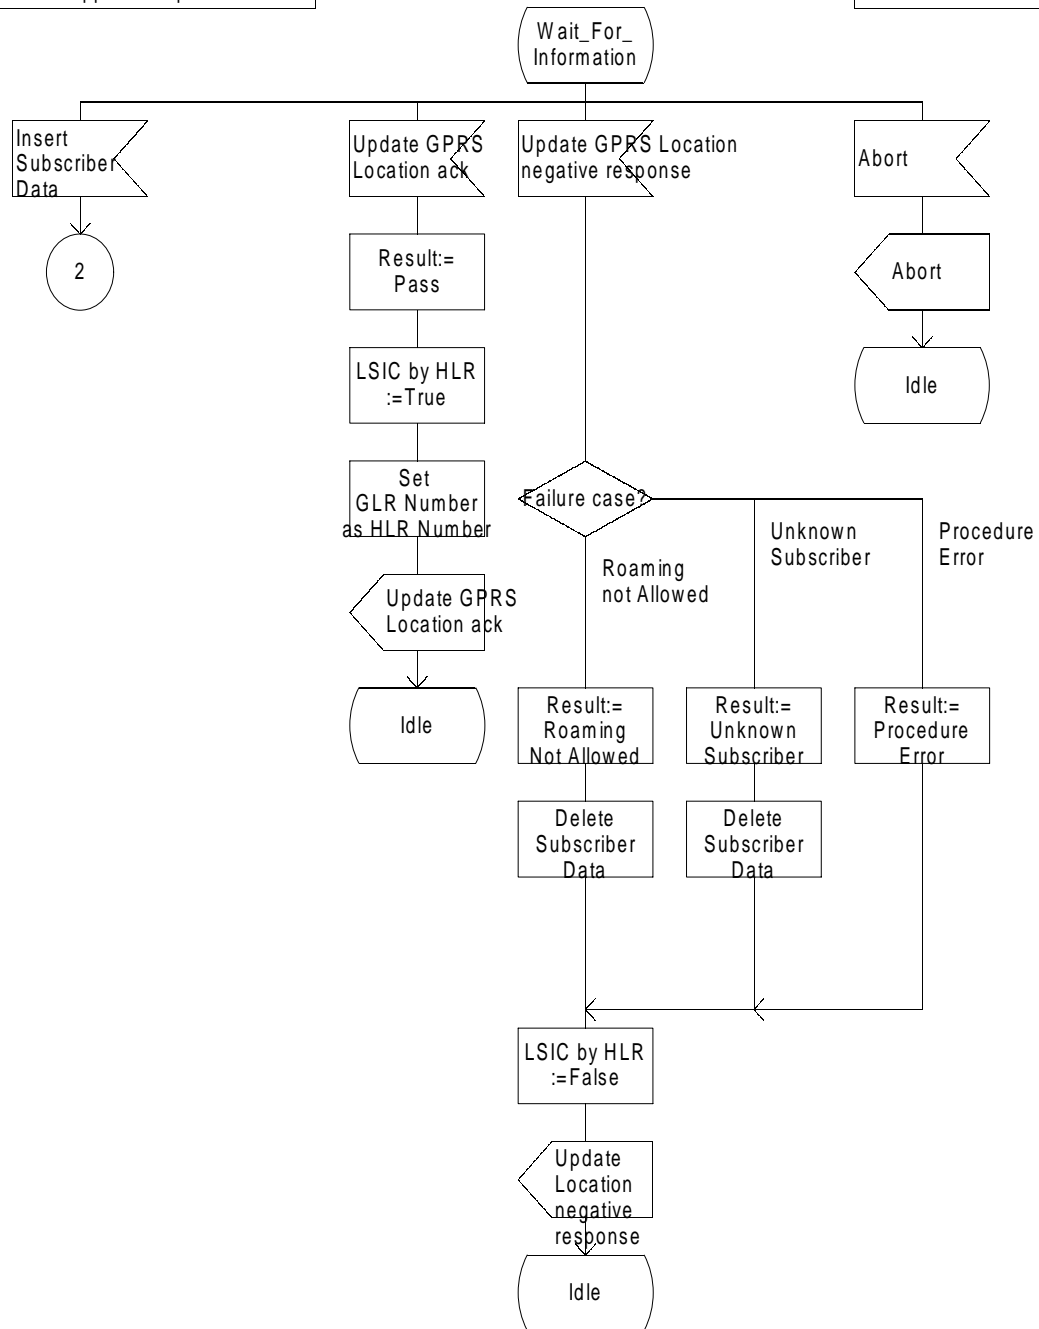 Wait_For_
Information
Insert
Subscriber
Data
Update GPRS
Location ack
Update GPRS Location
negative response
Abort
2
Result:=
Pass
Abort
LSIC by HLR
:=True
Idle
Set
GLR Number
as HLR Number
Failure case?
Unknown
Subscriber
Procedure
Error
Roaming
not Allowed
Update GPRS
Location ack
Idle
Result:=
Roaming
Not Allowed
Result:=
Unknown
Subscriber
Result:=
Procedure
Error
Delete
Subscriber
Data
Delete
Subscriber
Data
LSIC by HLR
:=False
Update
Location
negative
response
Idle